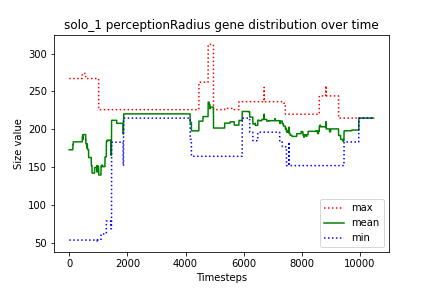 solo_1 perceptionRadius gene distribution over time
Size value
300
250
200
150
100
50
0
2000
4000
6000
8000
10000
Timesteps
max
mean
min